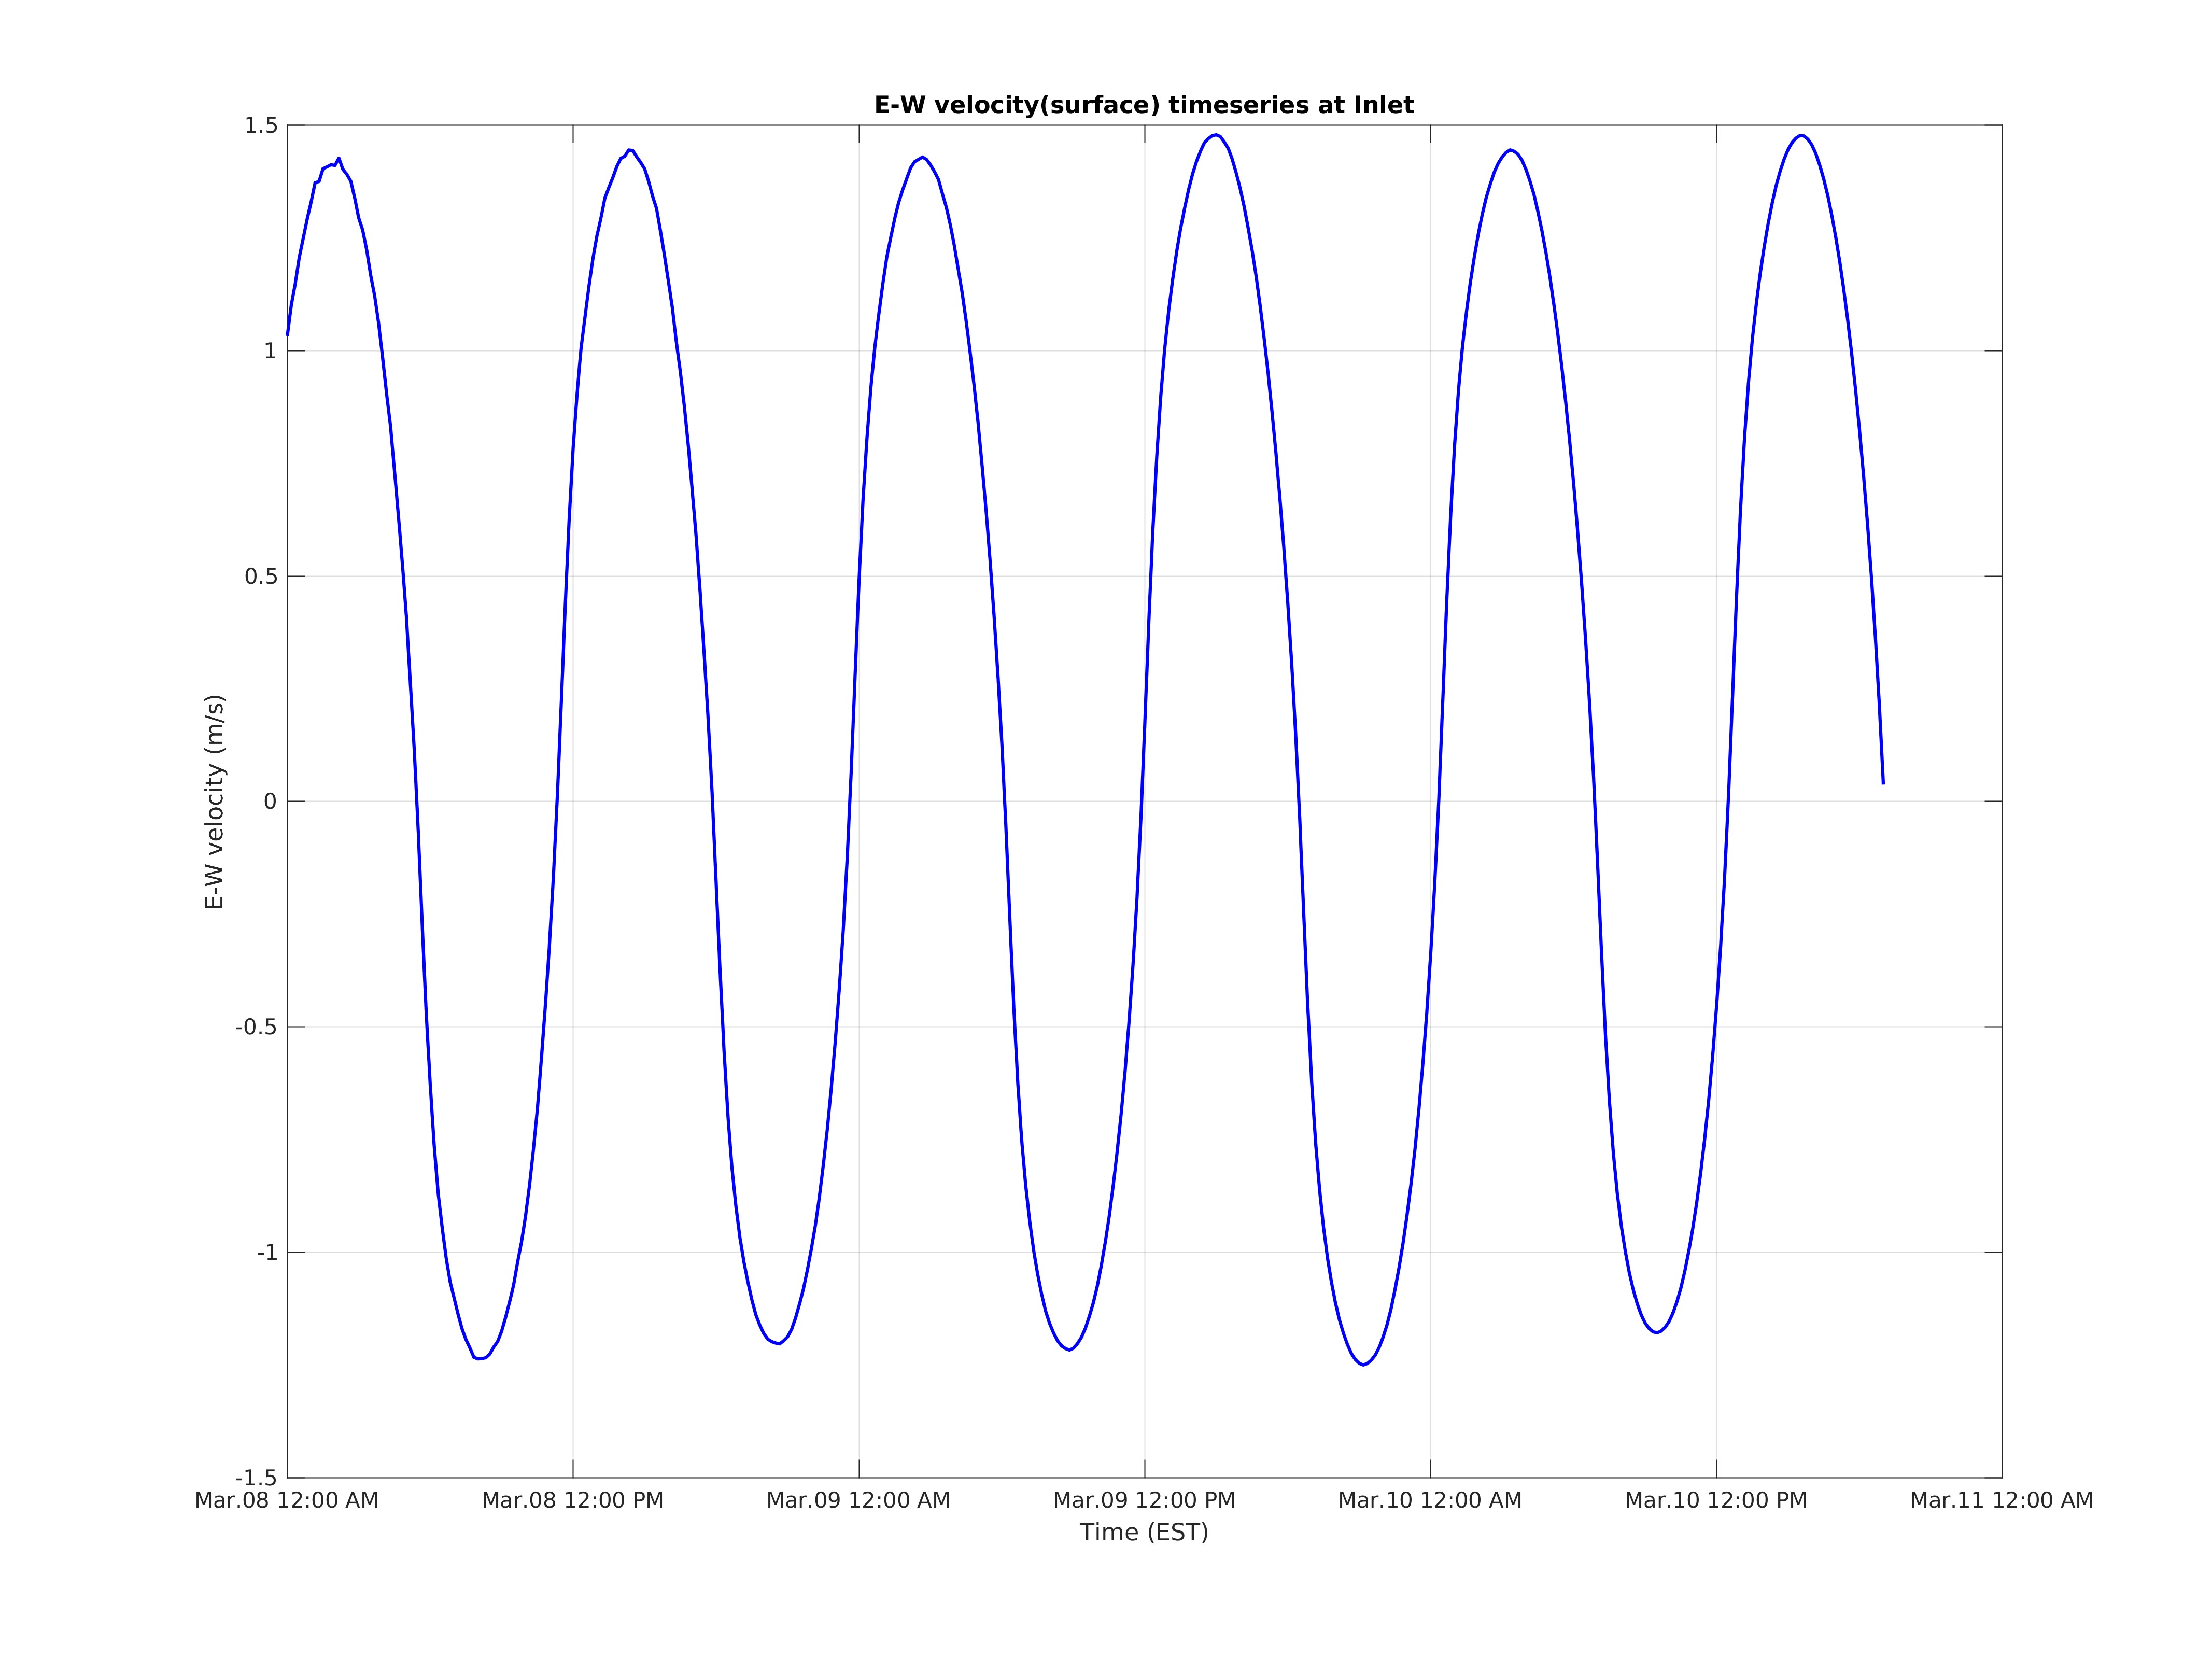 E-W velocity(surface) timeseries at Inlet
1.5
1
0.5
0
-0.5
-1
-1.5
E-W velocity (m/s)
Mar.08 12:00 AM Mar.08 12:00 PM Mar.09 12:00 AM Mar.09 12:00 PM Mar.10 12:00 AM Mar.10 12:00 PM Mar.11 12:00 AM
Time (EST)